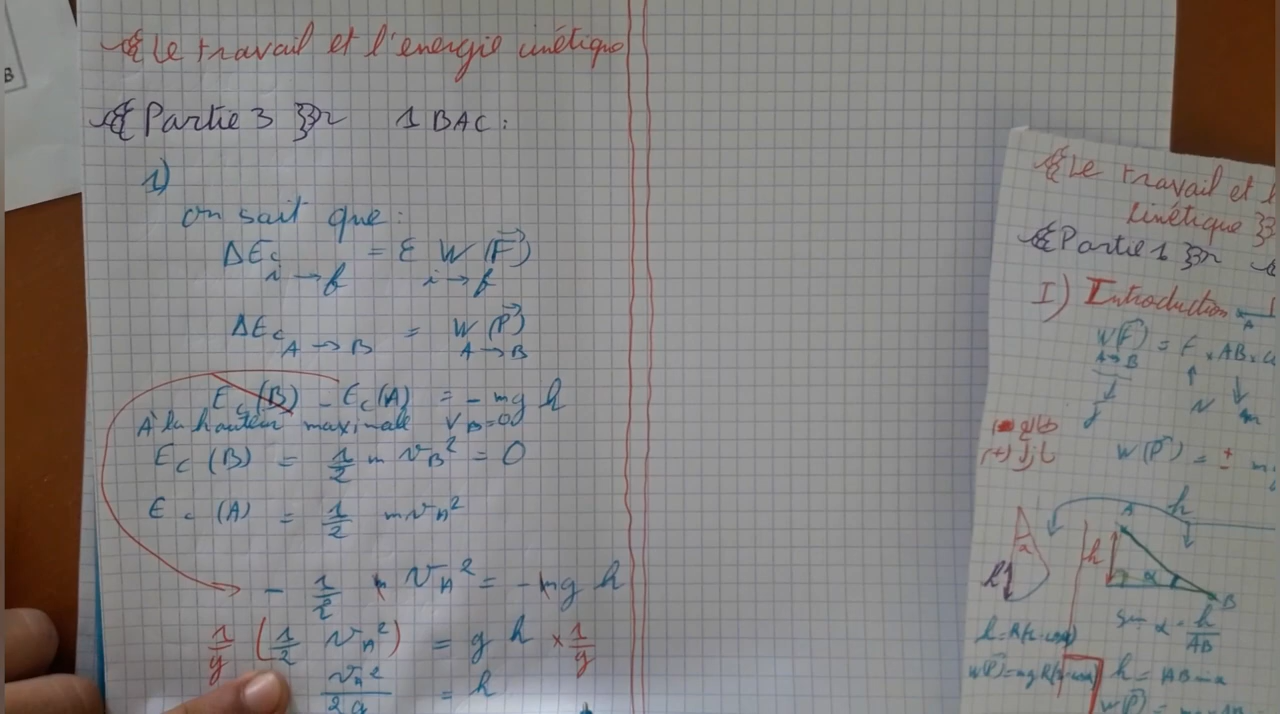 Le travail et l'energie cinétique
{{Partie 3}} 1 BAC:
1)
on sait que:
ΔEc i→f = Σ W(F) i→f
ΔEc A→B = W(P) A→B
Ec(B) - Ec(A) = - mg h
A la hauteur maximale VB=0
Ec(B) = 1/2 m vB² = 0
Ec(A) = 1/2 m vA²
- 1/2 m vA² = - mg h
1/g (1/2 vA²) = g h × 1/g
vA²/2g = h
{{Le travail et l
cinétique}}
{{Partie 1}}
I) Introduction
W(F) A→B = F × AB ×
N m
j
W(P) = ±
h
A
h
α
B
sin α = h/AB
h = AB sin α
W(P) =
B